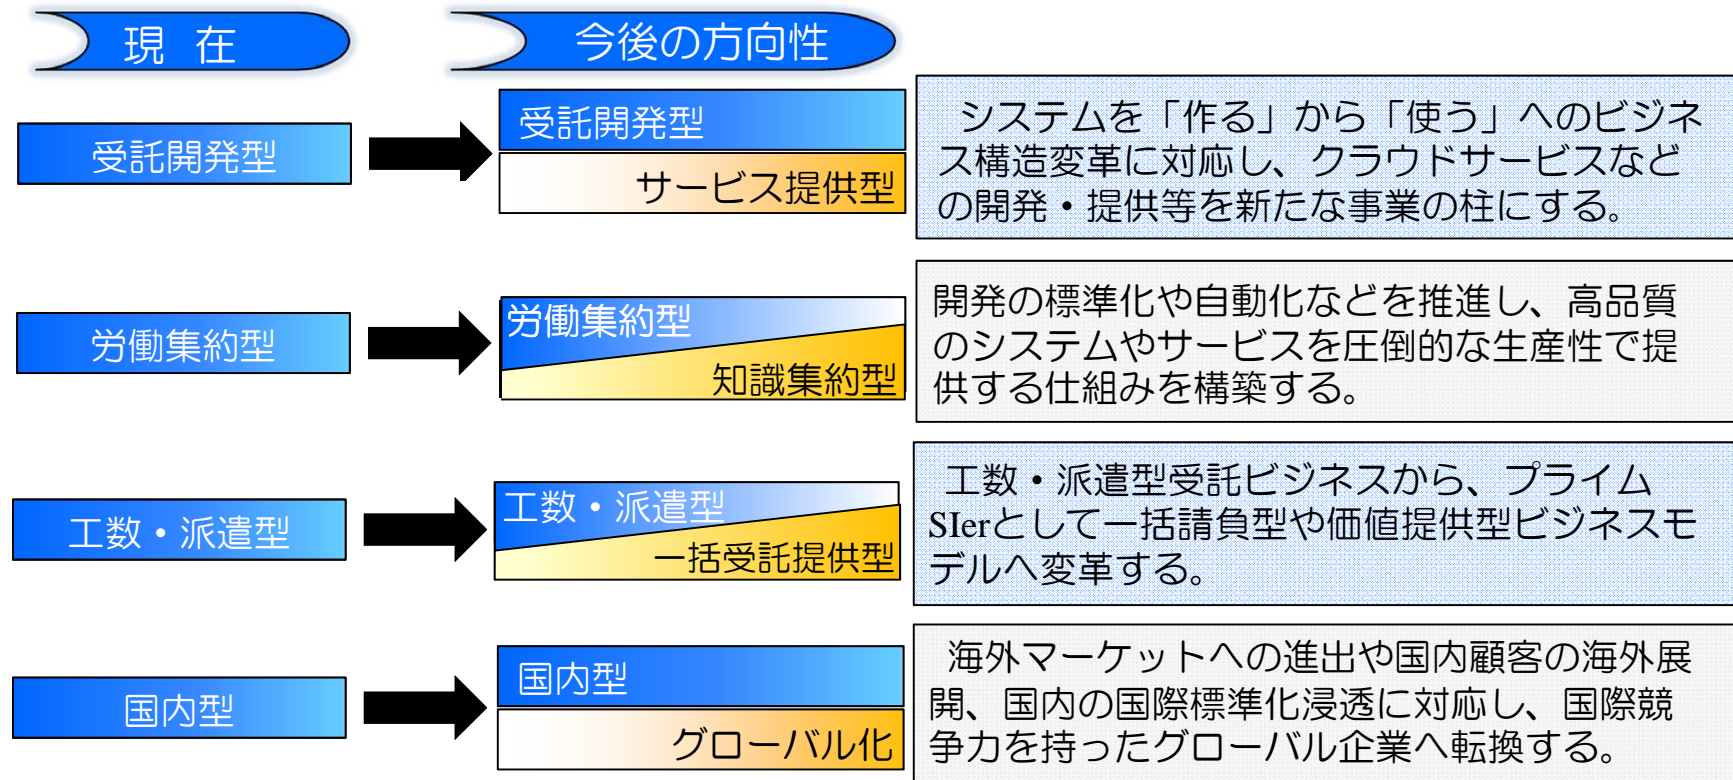 現 在
今後の方向性
受託開発型
受託開発型
サービス提供型
システムを「作る」から「使う」へのビジネ
ス構造変革に対応し、クラウドサービスなど
の開発・提供等を新たな事業の柱にする。
労働集約型
労働集約型
知識集約型
開発の標準化や自動化などを推進し、高品質
のシステムやサービスを圧倒的な生産性で提
供する仕組みを構築する。
工数・派遣型
工数・派遣型
一括受託提供型
工数・派遣型受託ビジネスから、プライム
SIerとして一括請負型や価値提供型ビジネスモ
デルへ変革する。
国内型
国内型
グローバル化
海外マーケットへの進出や国内顧客の海外展
開、国内の国際標準化浸透に対応し、国際競
争力を持ったグローバル企業へ転換する。